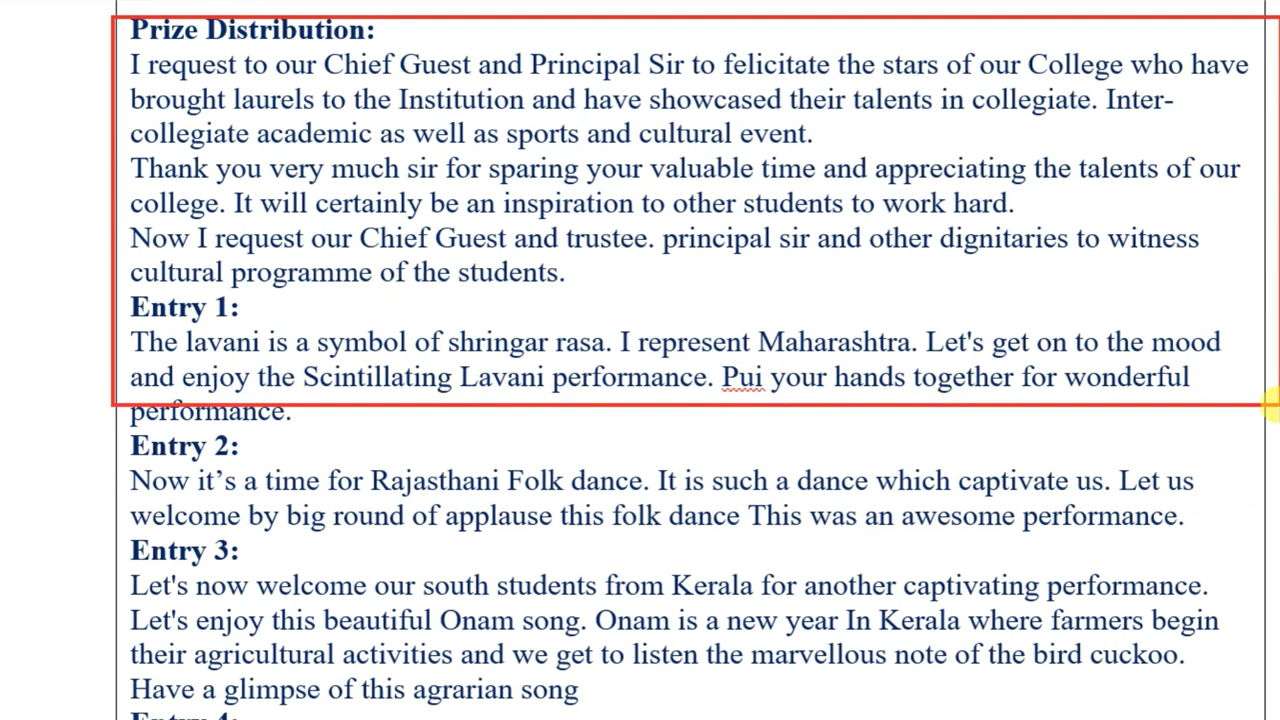 Prize Distribution:
I request to our Chief Guest and Principal Sir to felicitate the stars of our College who have
brought laurels to the Institution and have showcased their talents in collegiate. Inter-
collegiate academic as well as sports and cultural event.
Thank you very much sir for sparing your valuable time and appreciating the talents of our
college. It will certainly be an inspiration to other students to work hard.
Now I request our Chief Guest and trustee. principal sir and other dignitaries to witness
cultural programme of the students.
Entry 1:
The lavani is a symbol of shringar rasa. I represent Maharashtra. Let's get on to the mood
and enjoy the Scintillating Lavani performance. Pui your hands together for wonderful
performance.
Entry 2:
Now it’s a time for Rajasthani Folk dance. It is such a dance which captivate us. Let us
welcome by big round of applause this folk dance This was an awesome performance.
Entry 3:
Let's now welcome our south students from Kerala for another captivating performance.
Let's enjoy this beautiful Onam song. Onam is a new year In Kerala where farmers begin
their agricultural activities and we get to listen the marvellous note of the bird cuckoo.
Have a glimpse of this agrarian song
Entry 4: